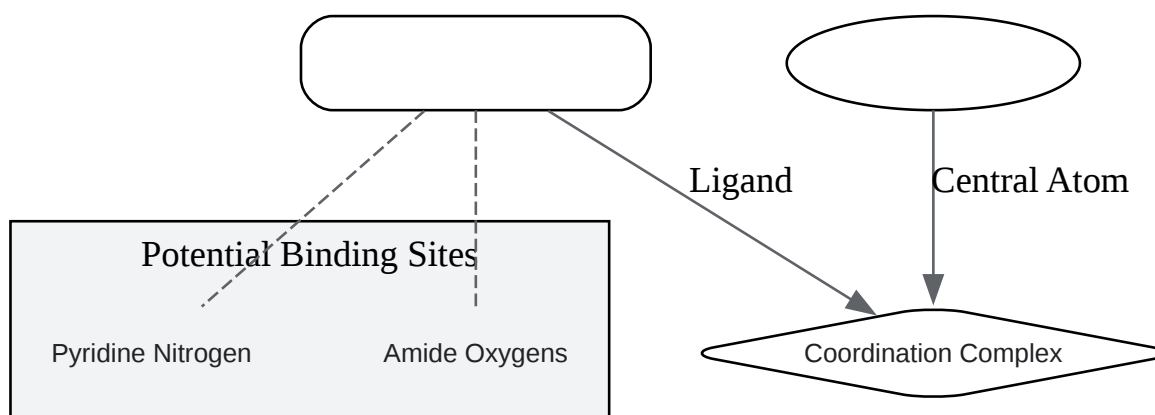 Ligand
Central Atom
Potential Binding Sites
Pyridine Nitrogen
Amide Oxygens
Coordination Complex